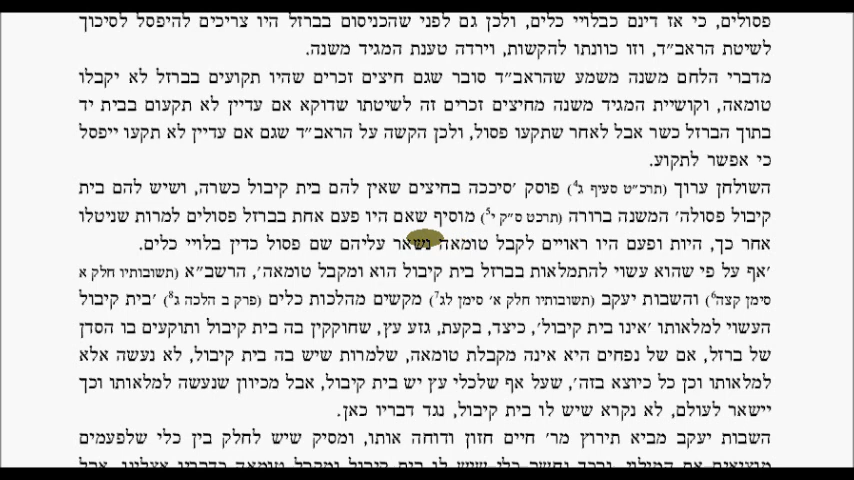 פסולים, כי אז דינם כבלויי כלים, ולכן גם לפני שהכניסום בברזל היו צריכים להיפסל לסיכוך
לשיטת הראב״ד, וזו כוונתו להקשות, וירדה טענת המגיד משנה.
מדברי הלחם משנה משמע שהראב״ד סובר שגם חיצים זכרים שהיו תקועים בברזל לא יקבלו
טומאה, וקושיית המגיד משנה מחיצים זכרים זה לשיטתו שדוקא אם עדיין לא תקעום בבית יד
בתוך הברזל כשר אבל לאחר שתקעו פסול, ולכן הקשה על הראב״ד שגם אם עדיין לא תקעו ייפסל
כי אפשר לתקוע.
השולחן ערוך (תרכ״ט סעיף ג4) פוסק ׳סיככה בחיצים שאין להם בית קיבול כשרה, ושיש להם בית
קיבול פסולה׳ המשנה ברורה (תרכט ס״ק י5) מוסיף שאם היו פעם אחת בברזל פסולים למרות שניטלו
אחר כך, היות ופעם היו ראויים לקבל טומאה ונשאר עליהם שם פסול כדין בלויי כלים.
׳אף על פי שהוא עשוי להתמלאות בברזל בית קיבול הוא ומקבל טומאה׳, הרשב״א (תשובותיו חלק א
סימן קצה6) והשבות יעקב (תשובותיו חלק א׳ סימן לג7) מקשים מהלכות כלים (פרק ב הלכה ג8) ׳בית קיבול
העשוי למלאותו ׳אינו בית קיבול׳, כיצד, בקעת, גזע עץ, שחוקקין בה בית קיבול ותוקעים בו הסדן
של ברזל, אם של נפחים היא אינה מקבלת טומאה, שלמרות שיש בה בית קיבול, לא נעשה אלא
למלאותו וכן כל כיוצא בזה׳, שעל אף שלכלי עץ יש בית קיבול, אבל מכיוון שנעשה למלאותו וכך
יישאר לעולם, לא נקרא שיש לו בית קיבול, נגד דבריו כאן.
השבות יעקב מביא תירוץ מר׳ חיים חזון ודוחה אותו, ומסיק שיש לחלק בין כלי שלפעמים